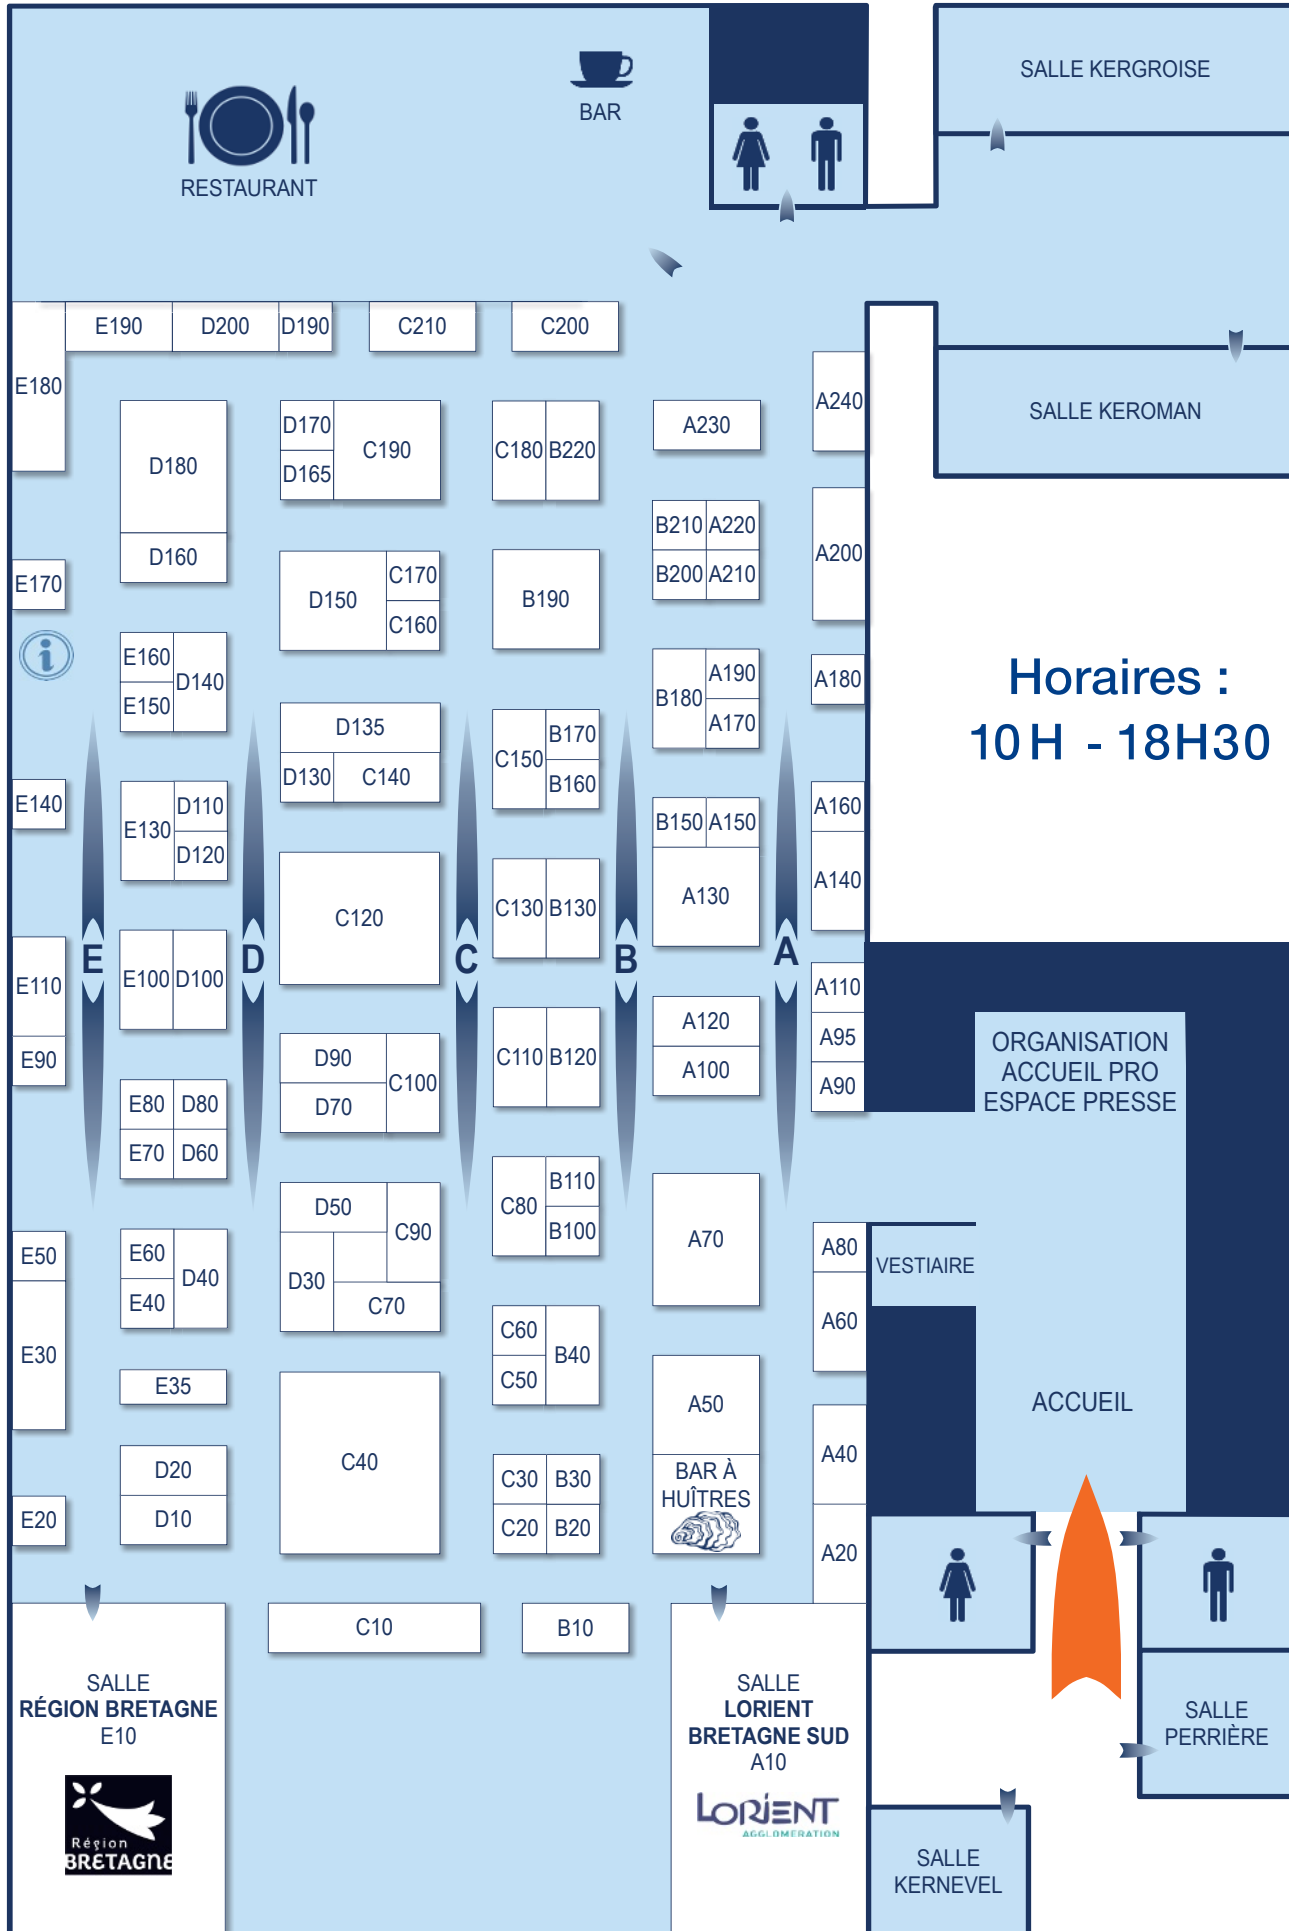 SALLE KERGROISE
BAR
RESTAURANT
E190 D200 D190 C210 C200
E180
A240
SALLE KEROMAN
D170 C190 C180 B220 A230
D165
D180
B210 A220
A200
D160
B200 A210
E170
D150 C170 B190
C160
E160 D140
E150
B180 A190 A180
A170
Horaires :
10H - 18H30
D135
D130 C140
C150 B170
B160
E140
E130 D110
D120
B150 A150
A130
A160
A140
C120
C130 B130
E D C B A
E110
E90
E100 D100
A120
A100
A110
A95
A90
ORGANISATION
ACCUEIL PRO
ESPACE PRESSE
D90 C100
D70
C110 B120
E80 D80
E70 D60
C80 B110
B100
A70
D50 C90
D30
C70
E50
E30
E60 D40
E40
A80
A60
VESTIAIRE
C60 B40
C50
E35
A50
ACCUEIL
C40
A40
D20
D10
E20
C30 B30
C20 B20
BAR À
HUÎTRES
A20
C10
B10
SALLE
RÉGION BRETAGNE
E10
Région
BRETAGNE
SALLE
LORIENT
BRETAGNE SUD
A10
LORIENT
AGGLOMERATION
SALLE
PERRIÈRE
SALLE
KERNEVEL